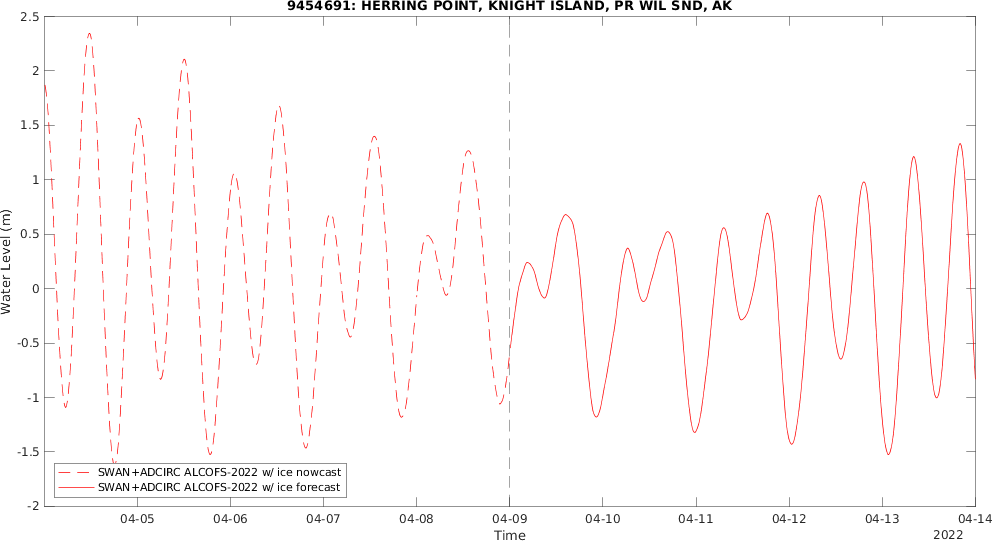 9454691: HERRING POINT, KNIGHT ISLAND, PR WIL SND, AK
2.5
2
1.5
1
0.5
0
-0.5
-1
-1.5
-2
Water Level (m)
SWAN+ADCIRC ALCOFS-2022 w/ ice nowcast
SWAN+ADCIRC ALCOFS-2022 w/ ice forecast
04-05 04-06 04-07 04-08 04-09 04-10 04-11 04-12 04-13 04-14
Time
2022